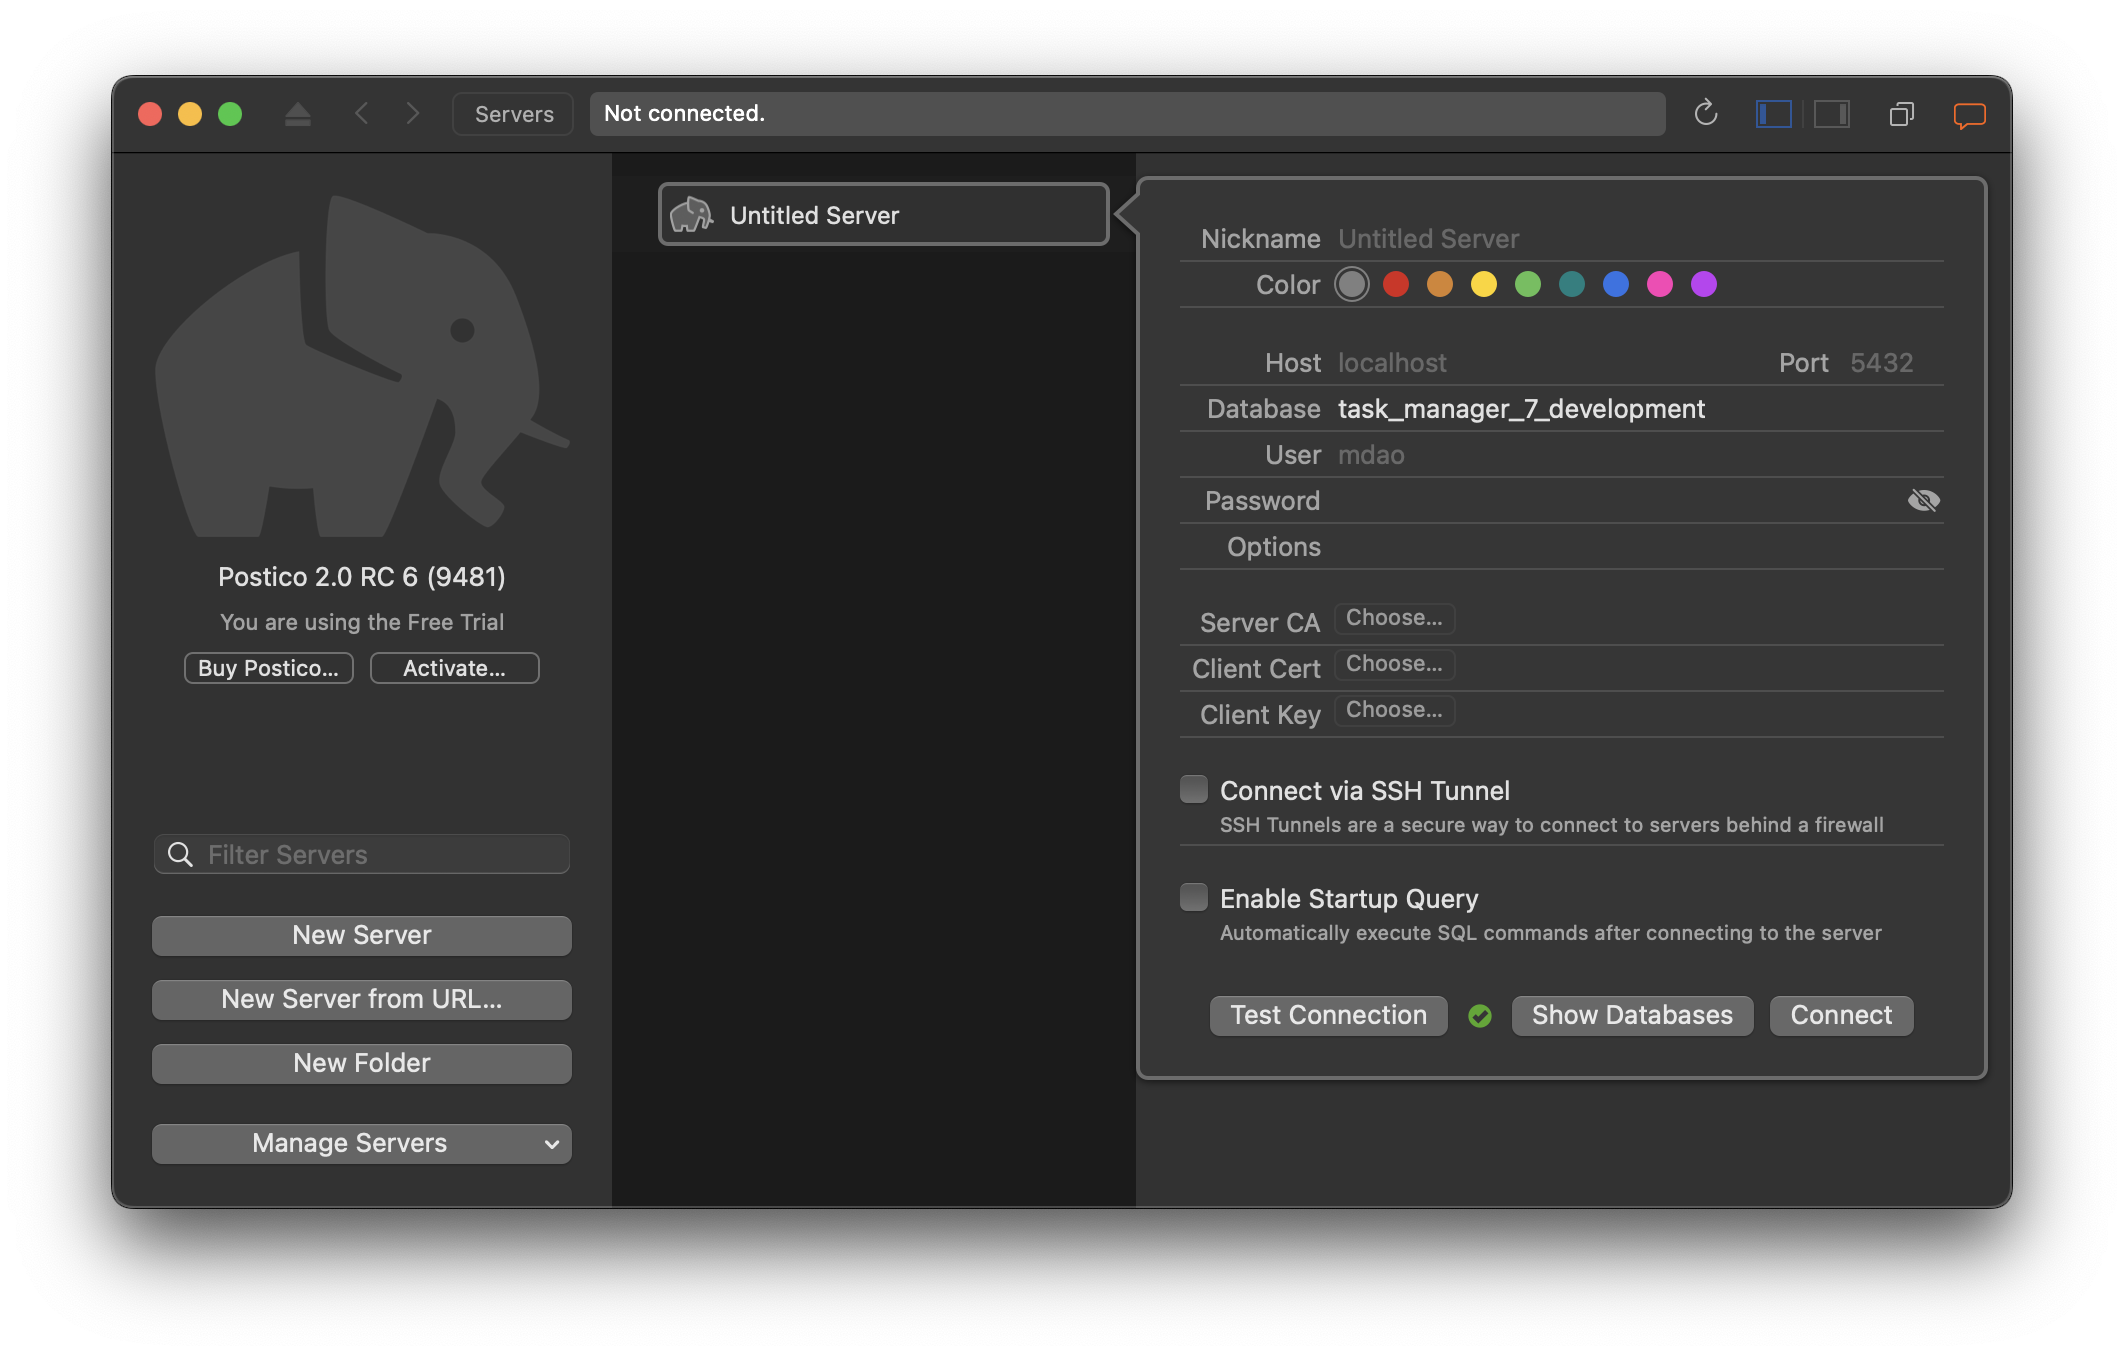 Servers
Not connected.
Postico 2.0 RC 6 (9481)
You are using the Free Trial
Buy Postico...
Activate...
Filter Servers
New Server
New Server from URL...
New Folder
Manage Servers
Untitled Server
Nickname Untitled Server
Color
Host localhost Port 5432
Database task_manager_7_development
User mdao
Password
Options
Server CA Choose...
Client Cert Choose...
Client Key Choose...
Connect via SSH Tunnel
SSH Tunnels are a secure way to connect to servers behind a firewall
Enable Startup Query
Automatically execute SQL commands after connecting to the server
Test Connection
Show Databases
Connect